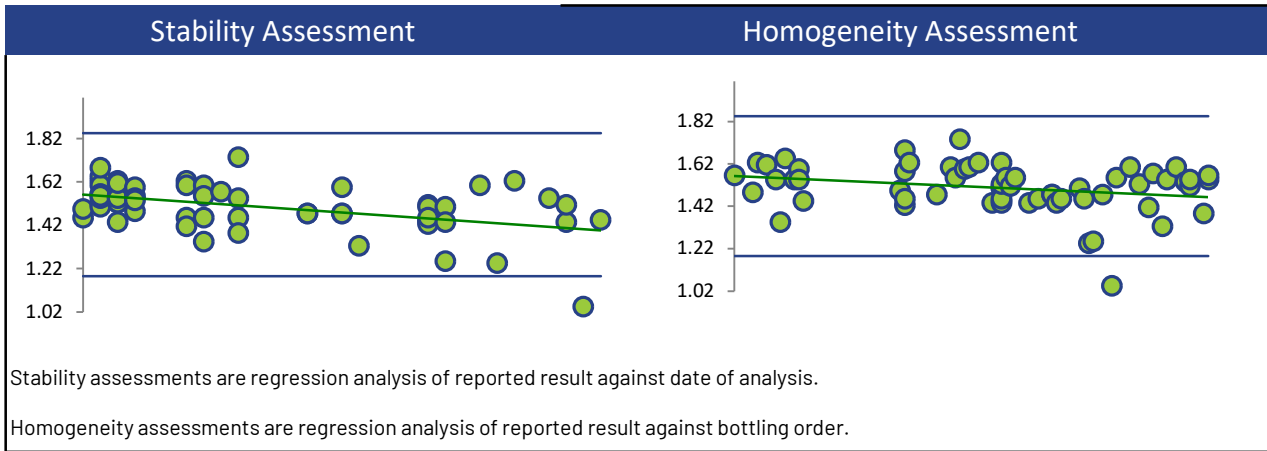 Stability Assessment
Homogeneity Assessment
1.82
1.62
1.42
1.22
1.02
1.82
1.62
1.42
1.22
1.02
Stability assessments are regression analysis of reported result against date of analysis.
Homogeneity assessments are regression analysis of reported result against bottling order.